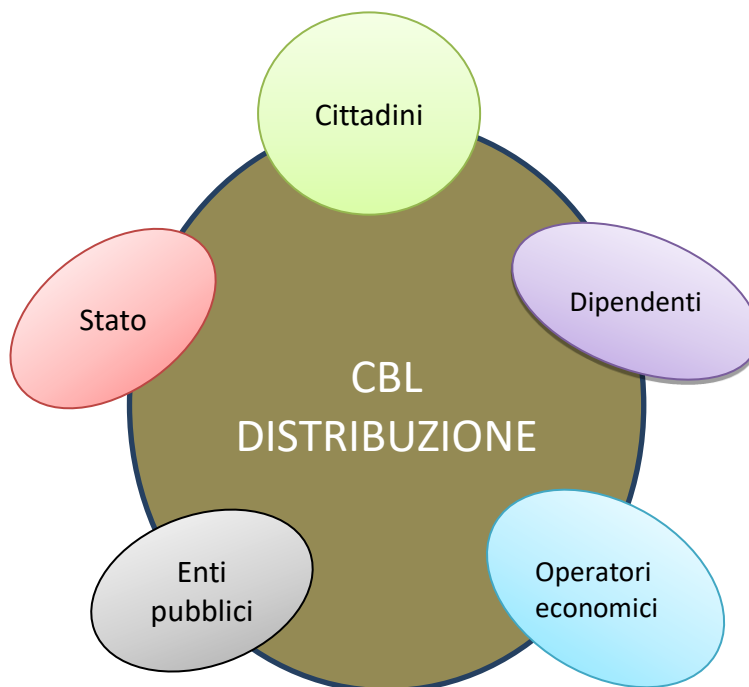 Cittadini
Dipendenti
Stato
CBL
DISTRIBUZIONE
Enti
pubblici
Operatori
economici